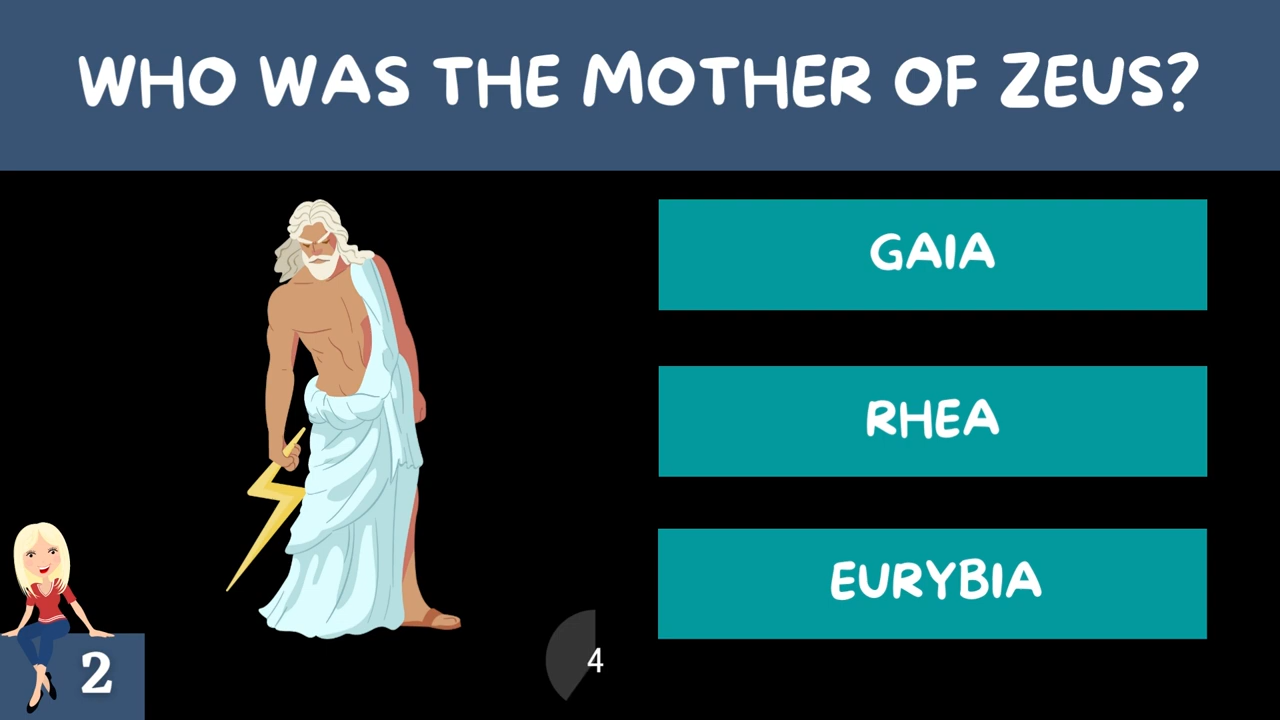 WHO WAS THE MOTHER OF ZEUS?
GAIA
RHEA
EURYBIA
4
2